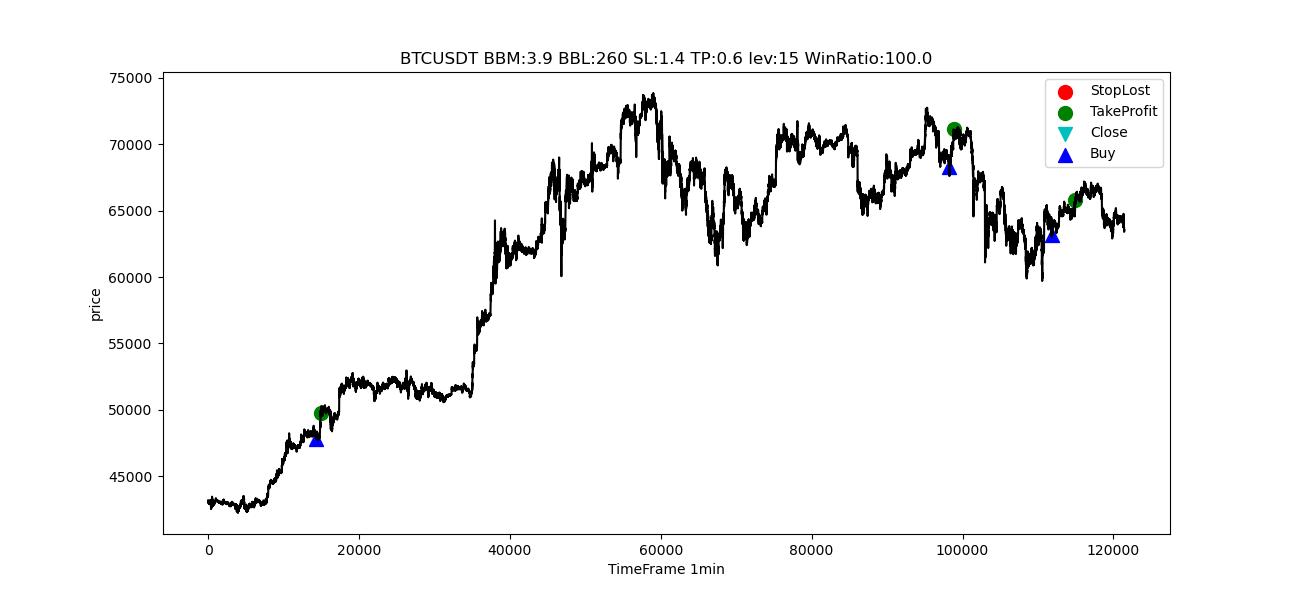 BTCUSDT BBM:3.9 BBL:260 SL:1.4 TP:0.6 lev:15 WinRatio:100.0
75000
70000
65000
60000
55000
50000
45000
price
StopLost
TakeProfit
Close
Buy
0 20000 40000 60000 80000 100000 120000
TimeFrame 1min